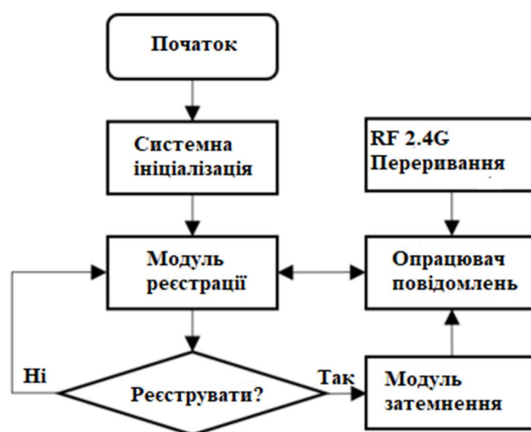 Початок
Системна
ініціалізація
RF 2.4G
Переривання
Модуль
реєстрації
Опрацювач
повідомлень
Ні
Реєструвати?
Так
Модуль
затемнення